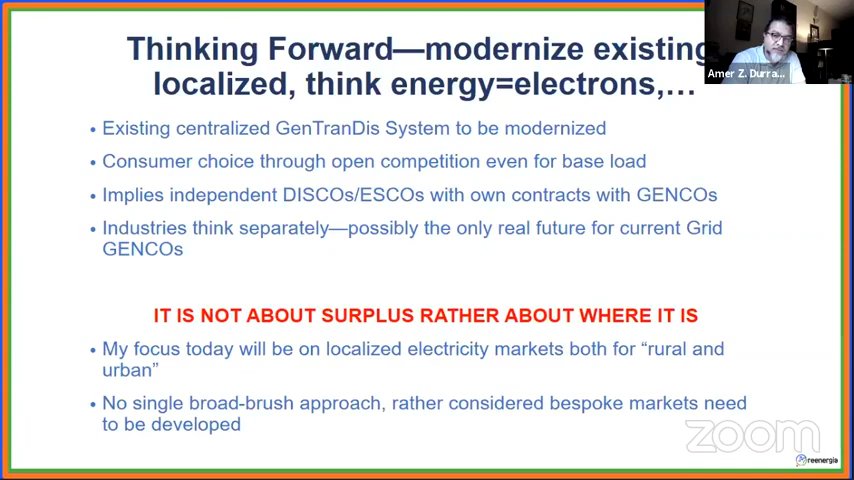 Thinking Forward—modernize existing
localized, think energy=electrons,…
Amer Z. Durra...
• Existing centralized GenTranDis System to be modernized
• Consumer choice through open competition even for base load
• Implies independent DISCOs/ESCOs with own contracts with GENCOs
• Industries think separately—possibly the only real future for current Grid
GENCOs
IT IS NOT ABOUT SURPLUS RATHER ABOUT WHERE IT IS
• My focus today will be on localized electricity markets both for “rural and
urban”
• No single broad-brush approach, rather considered bespoke markets need
to be developed
zoom
reenergia